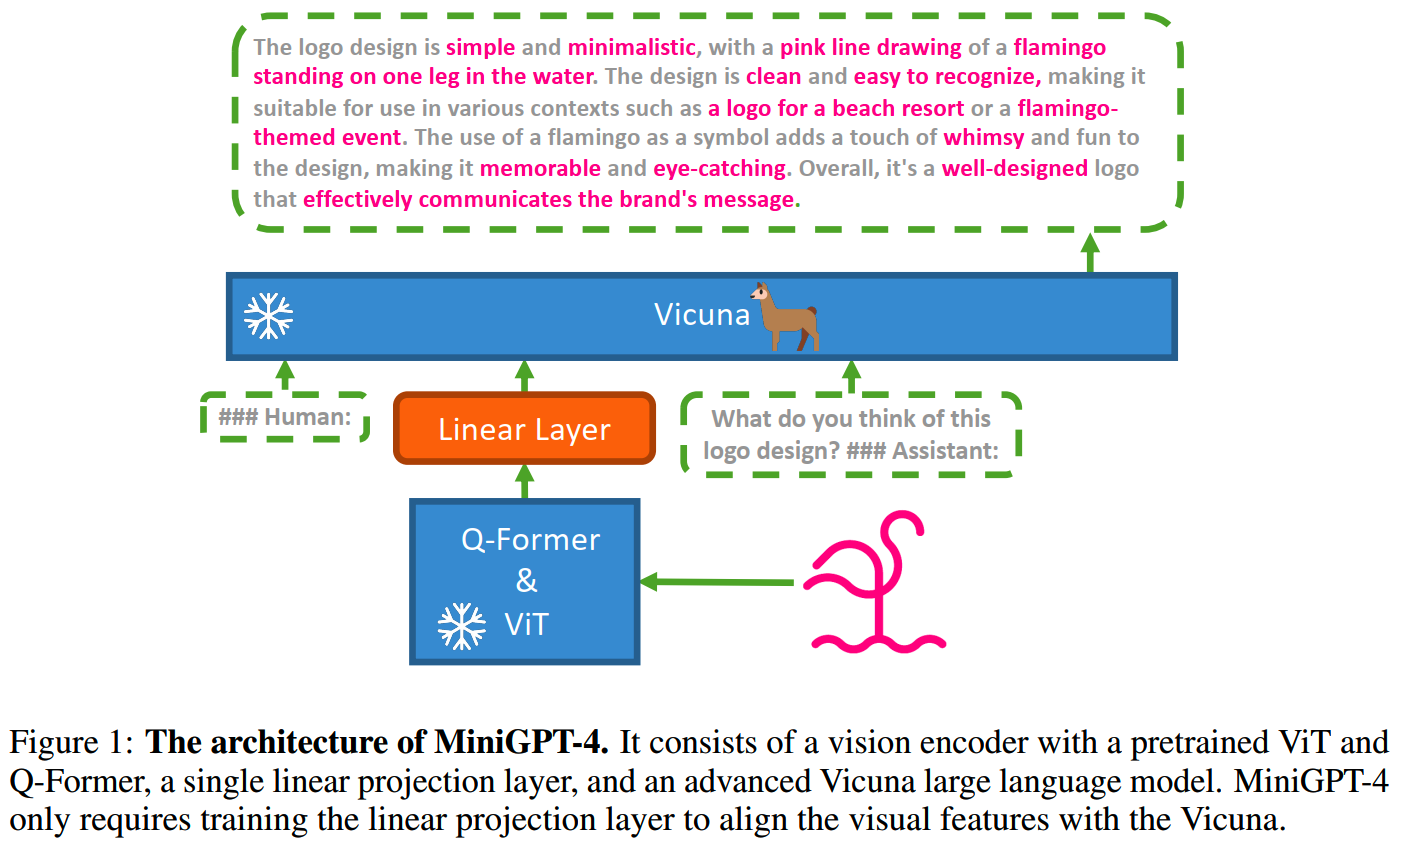 The logo design is simple and minimalistic, with a pink line drawing of a flamingo
standing on one leg in the water. The design is clean and easy to recognize, making it
suitable for use in various contexts such as a logo for a beach resort or a flamingo-
themed event. The use of a flamingo as a symbol adds a touch of whimsy and fun to
the design, making it memorable and eye-catching. Overall, it's a well-designed logo
that effectively communicates the brand's message.
Vicuna
### Human:
Linear Layer
What do you think of this
logo design? ### Assistant:
Q-Former
&
ViT
Figure 1: The architecture of MiniGPT-4. It consists of a vision encoder with a pretrained ViT and
Q-Former, a single linear projection layer, and an advanced Vicuna large language model. MiniGPT-4
only requires training the linear projection layer to align the visual features with the Vicuna.